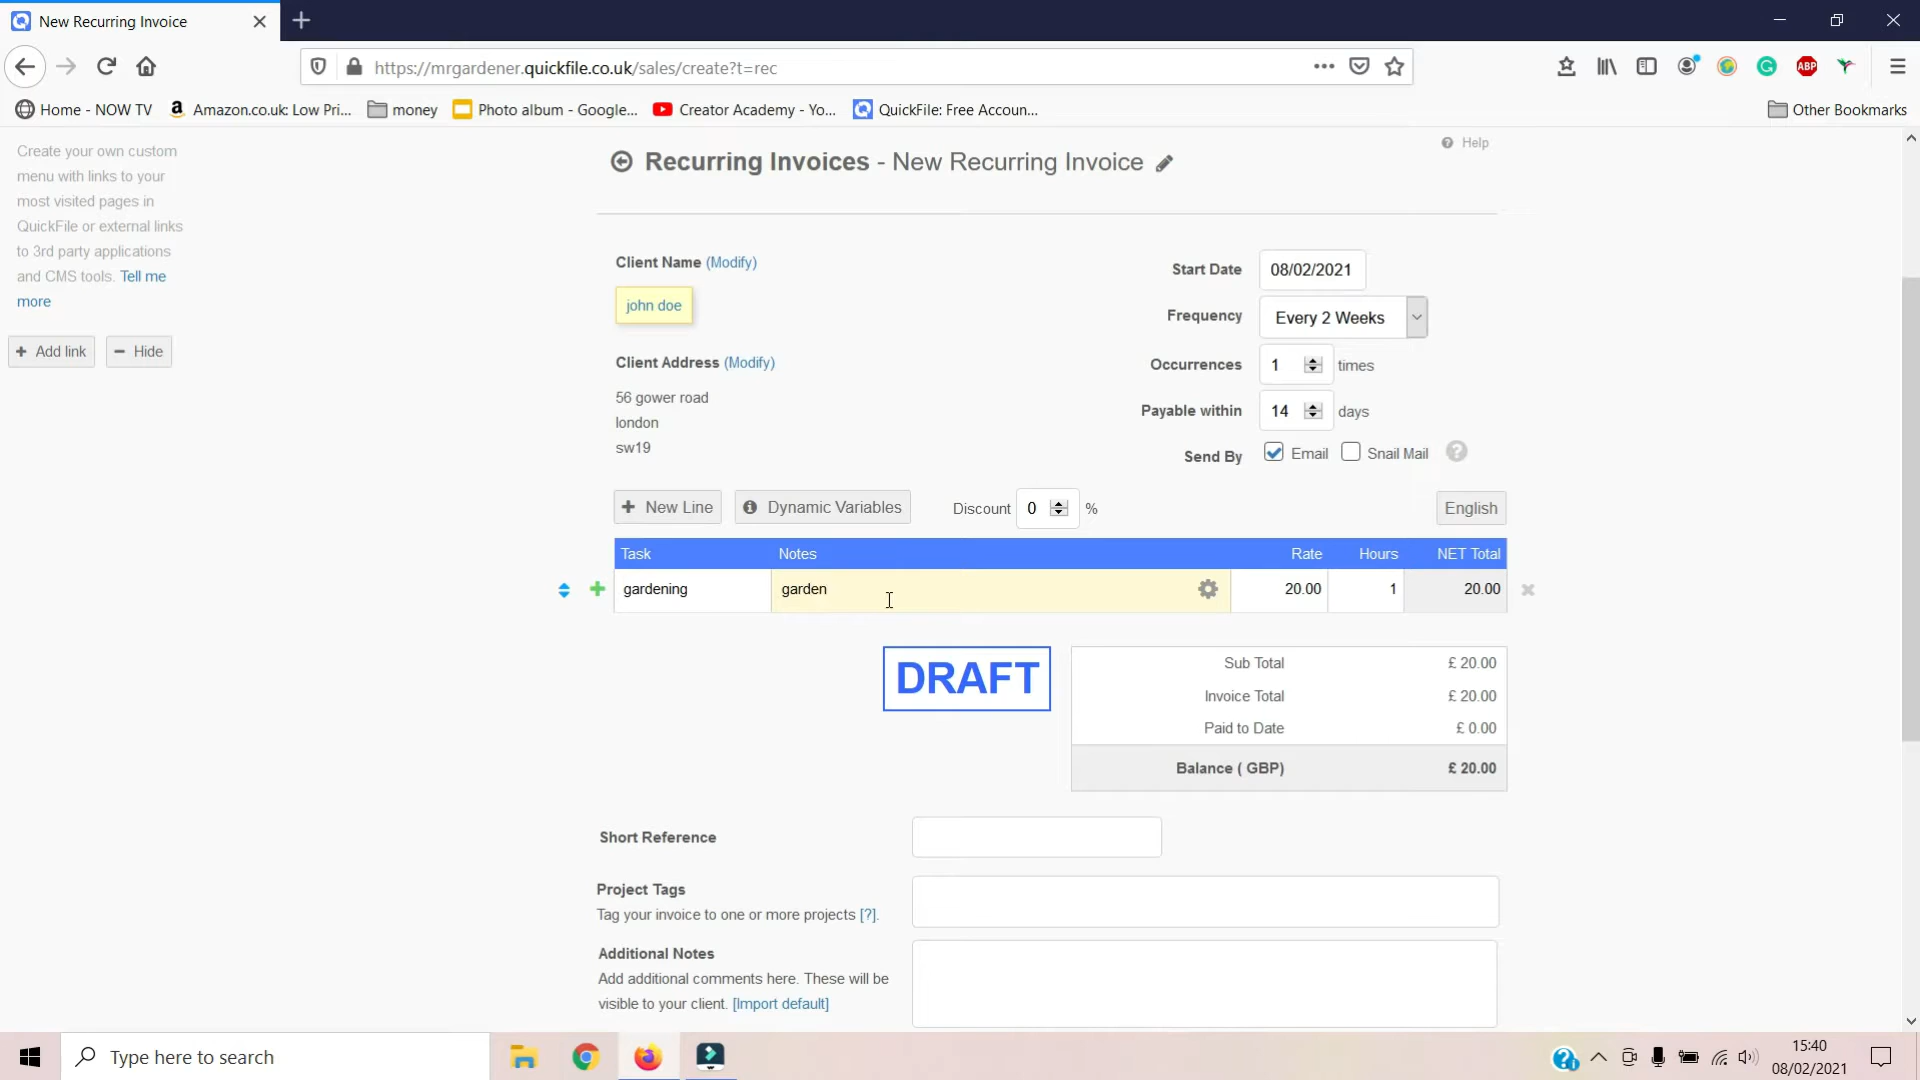 New Recurring Invoice
https://mrgardener.quickfile.co.uk/sales/create?t=rec
ABP
Home - NOW TV
Amazon.co.uk: Low Pri...
money
Photo album - Google...
Creator Academy - Yo...
QuickFile: Free Accoun...
Other Bookmarks
Create your own custom
menu with links to your
most visited pages in
QuickFile or external links
to 3rd party applications
and CMS tools. Tell me
more
+ Add link
− Hide
Help
Recurring Invoices - New Recurring Invoice
Client Name (Modify)
john doe
Client Address (Modify)
56 gower road
london
sw19
Start Date 08/02/2021
Frequency Every 2 Weeks
Occurrences 1 times
Payable within 14 days
Send By Email Snail Mail ?
+ New Line
Dynamic Variables
Discount 0 %
English
Task Notes Rate Hours NET Total
gardening garden 20.00 1 20.00
DRAFT
Sub Total £ 20.00
Invoice Total £ 20.00
Paid to Date £ 0.00
Balance ( GBP) £ 20.00
Short Reference
Project Tags
Tag your invoice to one or more projects [?].
Additional Notes
Add additional comments here. These will be
visible to your client. [Import default]
Type here to search
15:40
08/02/2021